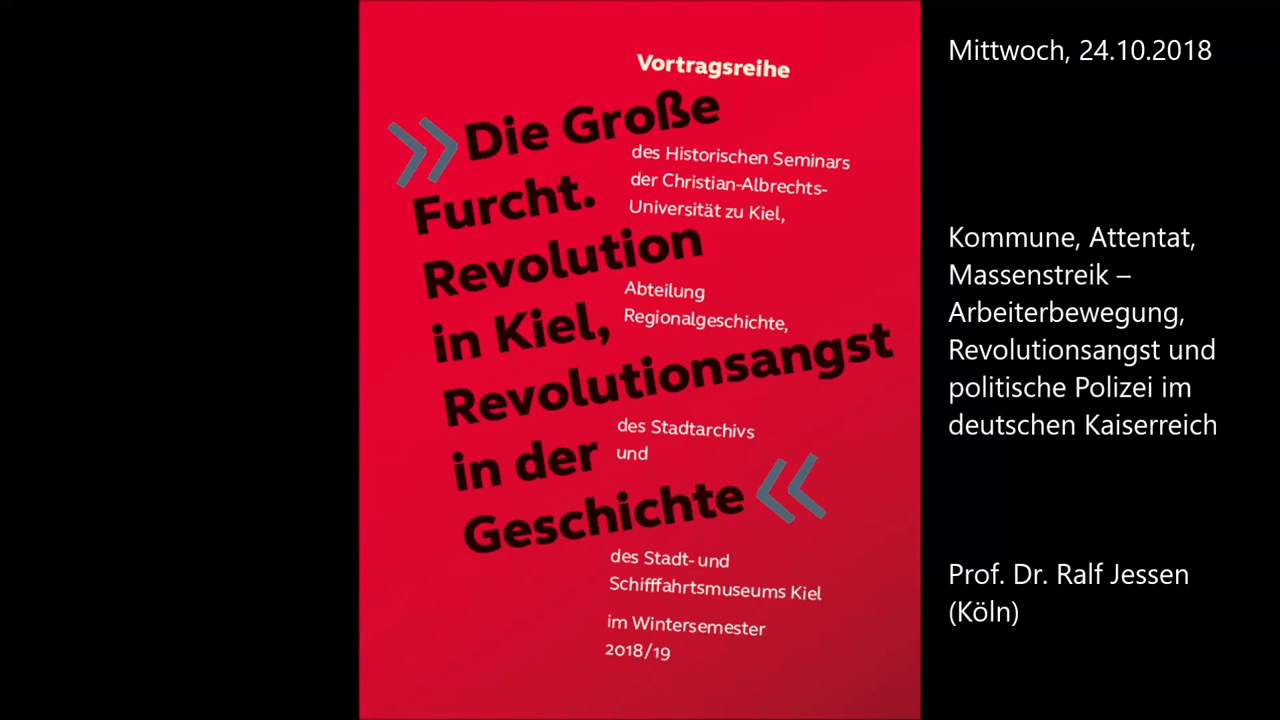 Vortragsreihe
»Die Große
Furcht.
Revolution
in Kiel,
Revolutionsangst
in der
Geschichte«
des Historischen Seminars
der Christian-Albrechts-
Universität zu Kiel,
Abteilung
Regionalgeschichte,
des Stadtarchivs
und
des Stadt- und
Schifffahrtsmuseums Kiel
im Wintersemester
2018/19
Mittwoch, 24.10.2018
Kommune, Attentat,
Massenstreik –
Arbeiterbewegung,
Revolutionsangst und
politische Polizei im
deutschen Kaiserreich
Prof. Dr. Ralf Jessen
(Köln)